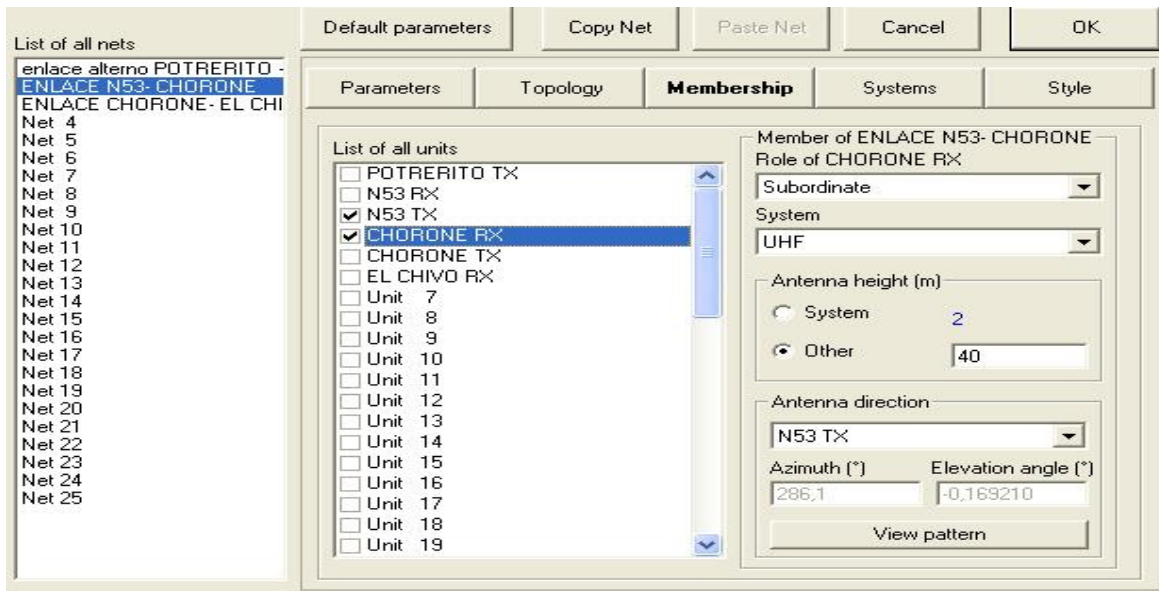 List of all nets
enlace alterno POTRERITO -
ENLACE N53- CHORONE
ENLACE CHORONE- EL CHI
Net 4
Net 5
Net 6
Net 7
Net 8
Net 9
Net 10
Net 11
Net 12
Net 13
Net 14
Net 15
Net 16
Net 17
Net 18
Net 19
Net 20
Net 21
Net 22
Net 23
Net 24
Net 25
Default parameters
Copy Net
Paste Net
Cancel
OK
Parameters
Topology
Membership
Systems
Style
List of all units
POTRERITO TX
N53 RX
N53 TX
CHORONE RX
CHORONE TX
EL CHIVO RX
Unit 7
Unit 8
Unit 9
Unit 10
Unit 11
Unit 12
Unit 13
Unit 14
Unit 15
Unit 16
Unit 17
Unit 18
Unit 19
Member of ENLACE N53- CHORONE
Role of CHORONE RX
Subordinate
System
UHF
Antenna height (m)
System 2
Other 40
Antenna direction
N53 TX
Azimuth (°) Elevation angle (°)
286,1 -0,169210
View pattern